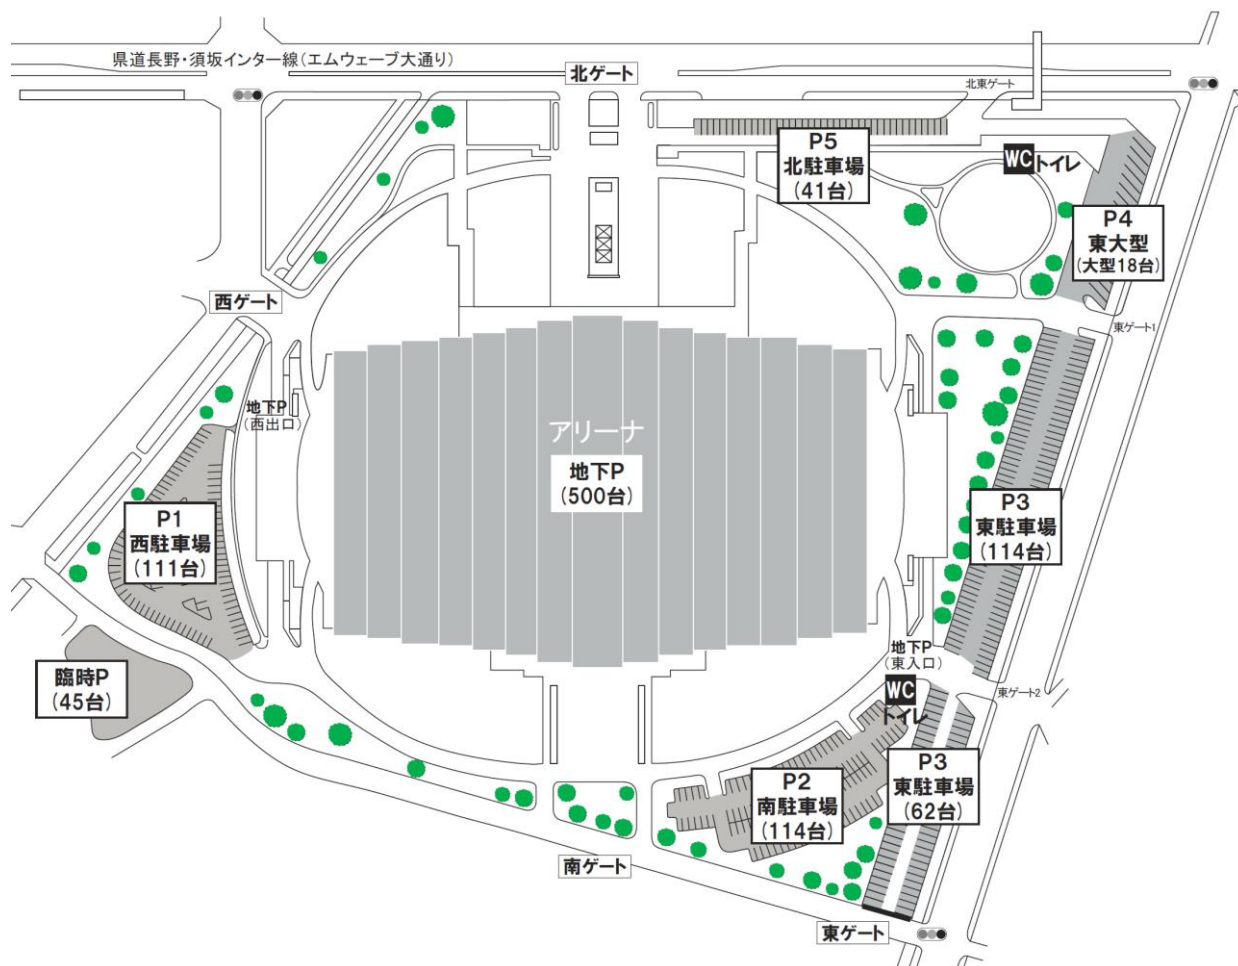 県道長野・須坂インター線(エムウェーブ大通り)
北ゲート
北東ゲート
P5
北駐車場
(41台)
WC トイレ
P4
東大型
(大型18台)
西ゲート
東ゲート1
地下P
(西出口)
アリーナ
地下P
(500台)
P1
西駐車場
(111台)
P3
東駐車場
(114台)
臨時P
(45台)
地下P
(東入口)
WC
トイレ
東ゲート2
P2
南駐車場
(114台)
P3
東駐車場
(62台)
南ゲート
東ゲート